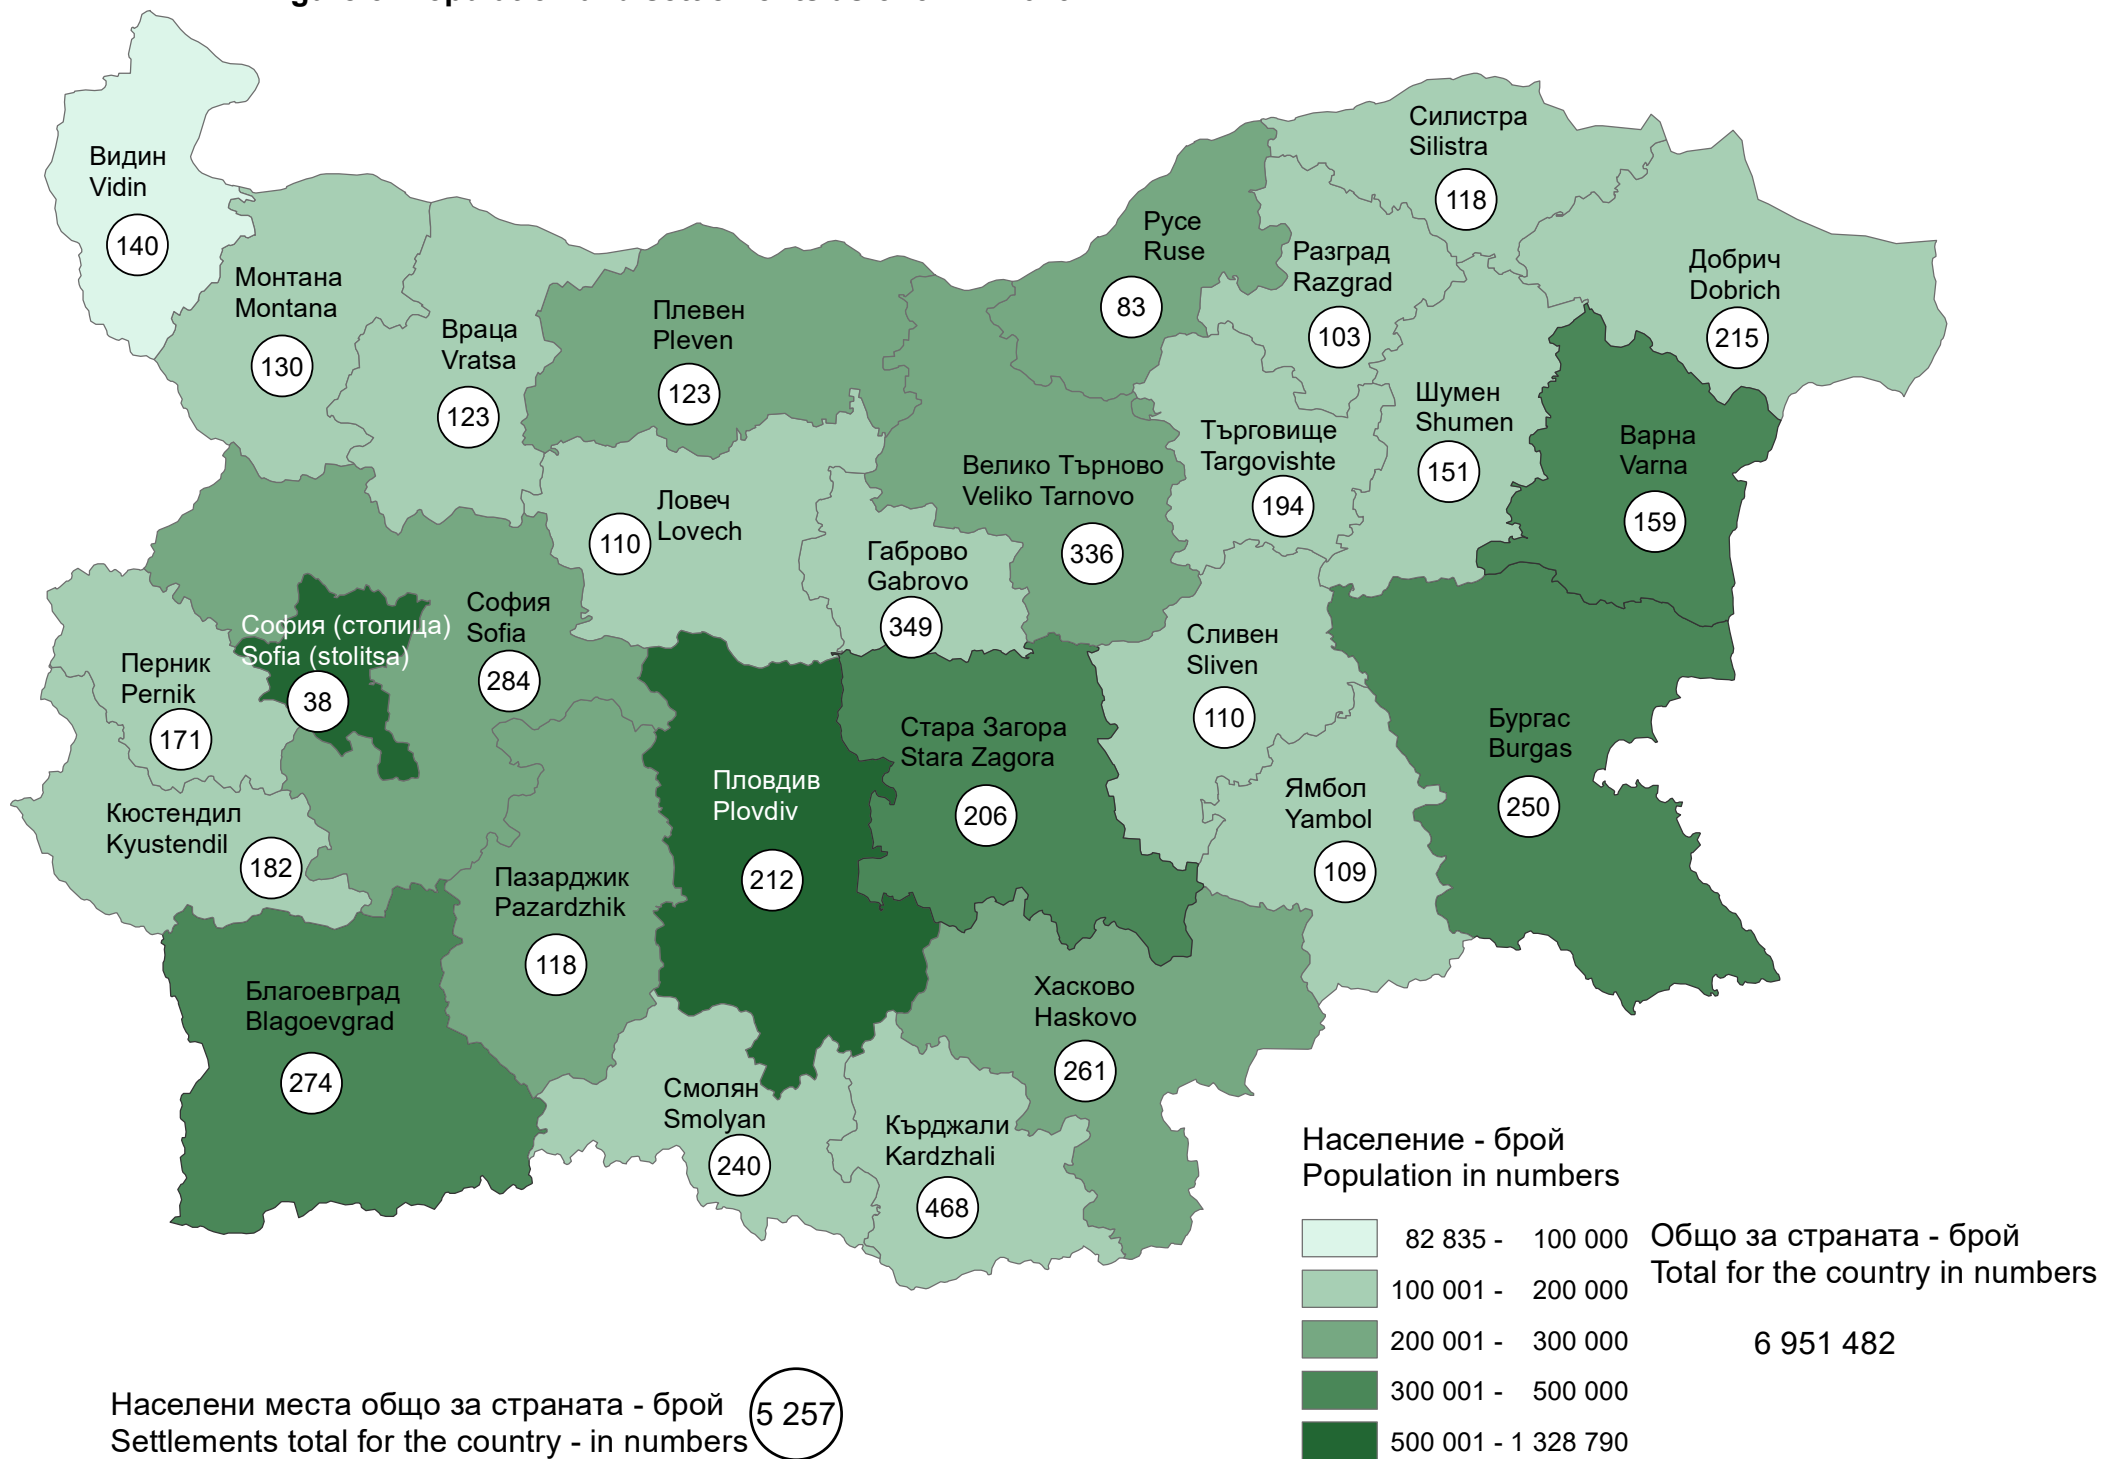 Видин
Vidin
140
Монтана
Montana
130
Враца
Vratsa
123
Плевен
Pleven
123
Русе
Ruse
83
Силистра
Silistra
118
Разград
Razgrad
103
Добрич
Dobrich
215
Шумен
Shumen
151
Търговище
Targovishte
194
Варна
Varna
159
Велико Търново
Veliko Tarnovo
336
Ловеч
Lovech
110
Габрово
Gabrovo
349
София
Sofia
284
София (столица)
Sofia (stolitsa)
38
Перник
Pernik
171
Сливен
Sliven
110
Бургас
Burgas
250
Стара Загора
Stara Zagora
206
Пловдив
Plovdiv
212
Ямбол
Yambol
109
Кюстендил
Kyustendil
182
Пазарджик
Pazardzhik
118
Благоевград
Blagoevgrad
274
Хасково
Haskovo
261
Смолян
Smolyan
240
Кърджали
Kardzhali
468
Население - брой
Population in numbers
82 835 - 100 000
100 001 - 200 000
200 001 - 300 000
300 001 - 500 000
500 001 - 1 328 790
Общо за страната - брой
Total for the country in numbers
6 951 482
Населени места общо за страната - брой
Settlements total for the country - in numbers
5 257